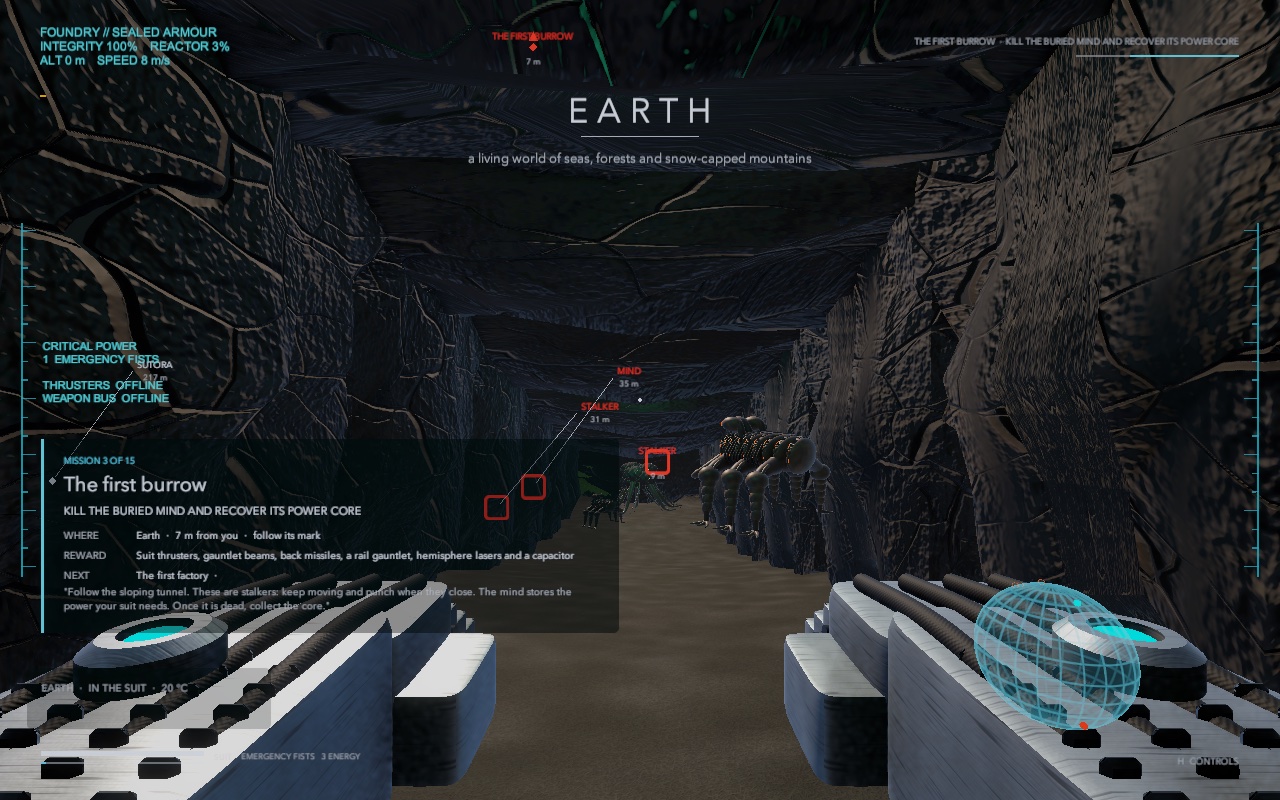 FOUNDRY // SEALED ARMOUR
INTEGRITY 100% REACTOR 3%
ALT 0 m SPEED 8 m/s
THE FIRST BURROW
7 m
THE FIRST BURROW · KILL THE BURIED MIND AND RECOVER ITS POWER CORE
EARTH
a living world of seas, forests and snow-capped mountains
CRITICAL POWER
1 EMERGENCY FISTS
SUTORA
217 m
THRUSTERS OFFLINE
WEAPON BUS OFFLINE
MIND
35 m
STALKER
31 m
STALKER
MISSION 3 OF 15
The first burrow
KILL THE BURIED MIND AND RECOVER ITS POWER CORE
WHERE Earth · 7 m from you · follow its mark
REWARD Suit thrusters, gauntlet beams, back missiles, a rail gauntlet, hemisphere lasers and a capacitor
NEXT The first factory ·
"Follow the sloping tunnel. These are stalkers: keep moving and punch when they close. The mind stores the
power your suit needs. Once it is dead, collect the core."
EARTH · IN THE SUIT · 20 °C
EMERGENCY FISTS 3 ENERGY
H CONTROLS